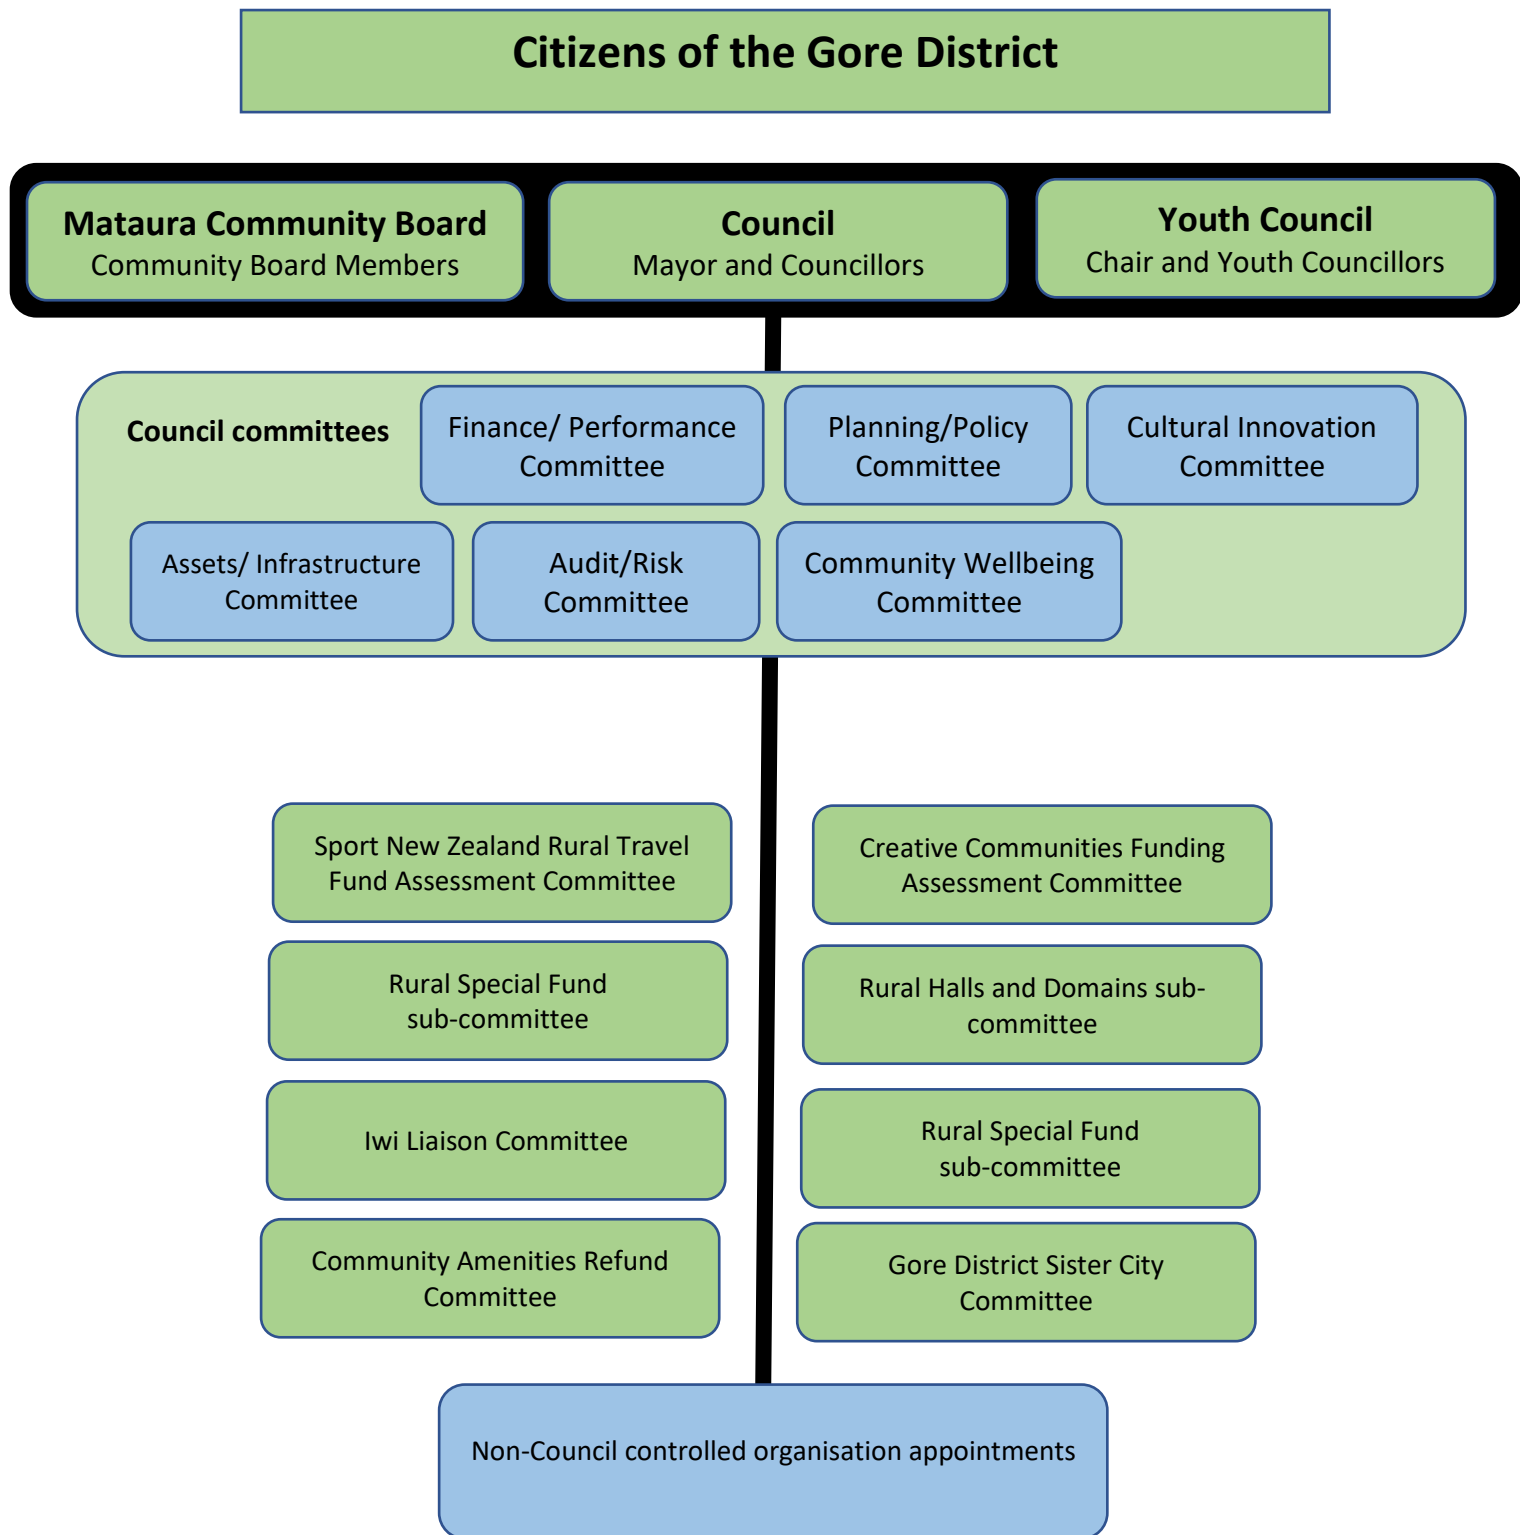 Citizens of the Gore District
Mataura Community Board
Community Board Members
Council
Mayor and Councillors
Youth Council
Chair and Youth Councillors
Council committees
Finance/ Performance
Committee
Planning/Policy
Committee
Cultural Innovation
Committee
Assets/ Infrastructure
Committee
Audit/Risk
Committee
Community Wellbeing
Committee
Sport New Zealand Rural Travel
Fund Assessment Committee
Creative Communities Funding
Assessment Committee
Rural Special Fund
sub-committee
Rural Halls and Domains sub-
committee
Iwi Liaison Committee
Rural Special Fund
sub-committee
Community Amenities Refund
Committee
Gore District Sister City
Committee
Non-Council controlled organisation appointments